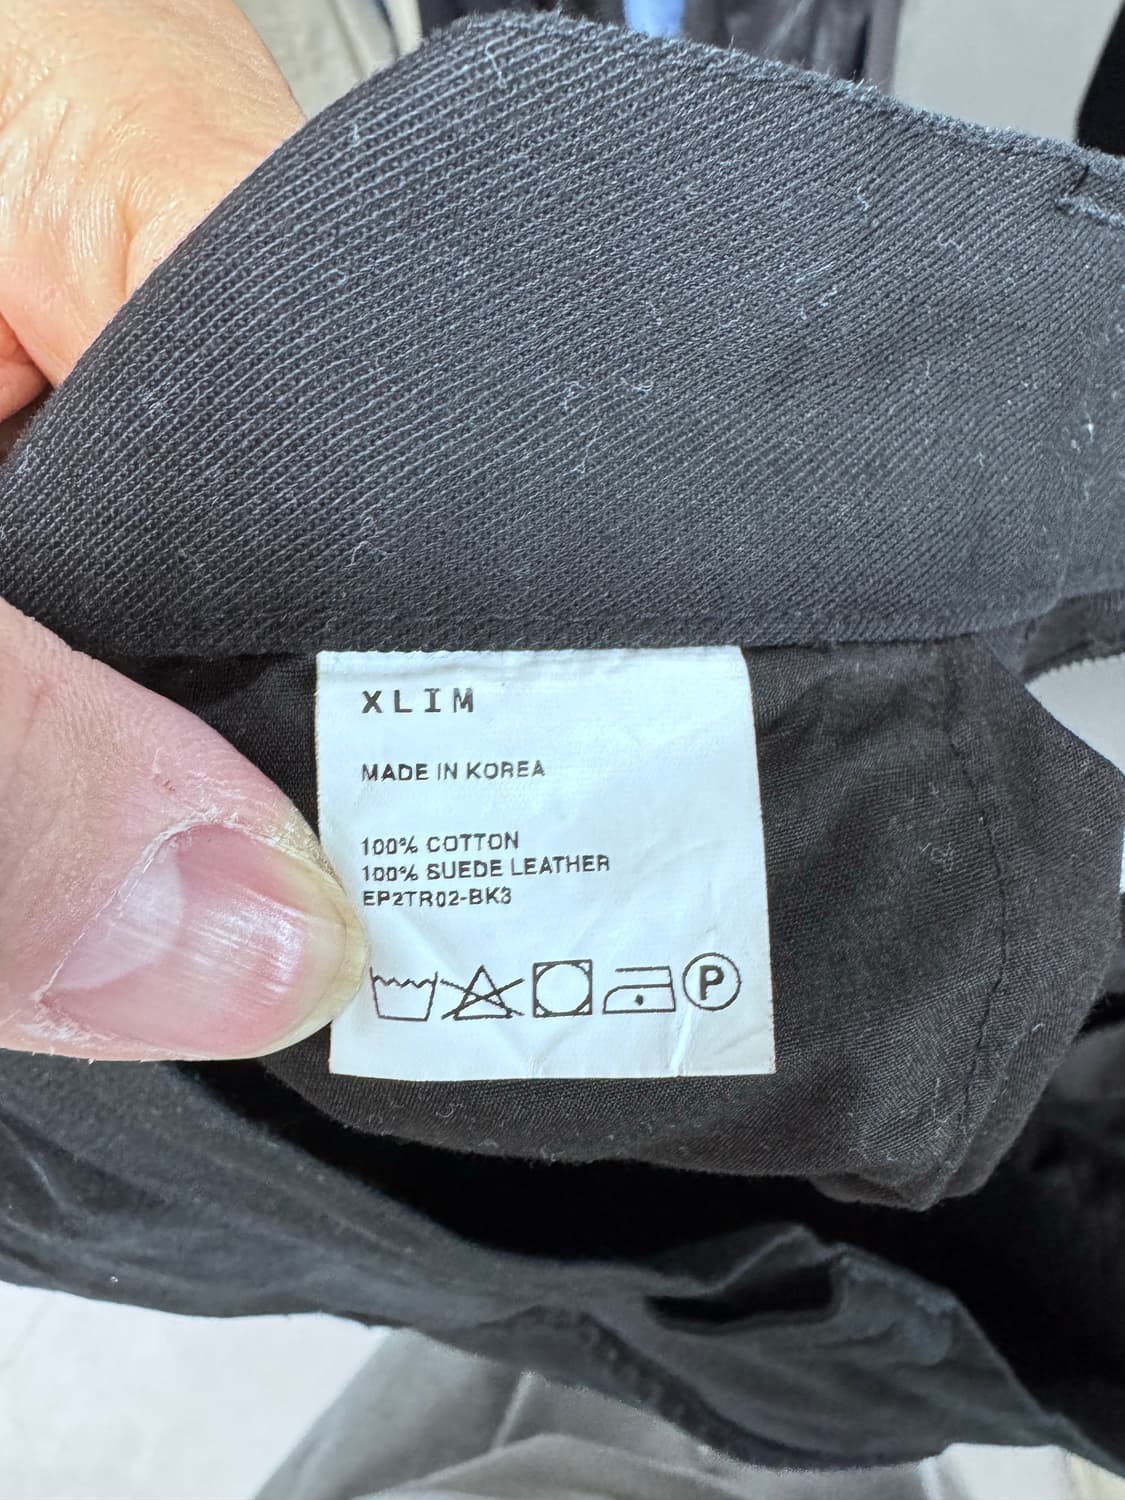 XLIM
MADE IN KOREA
100% COTTON
100% SUEDE LEATHER
EP2TR02-BK3
P